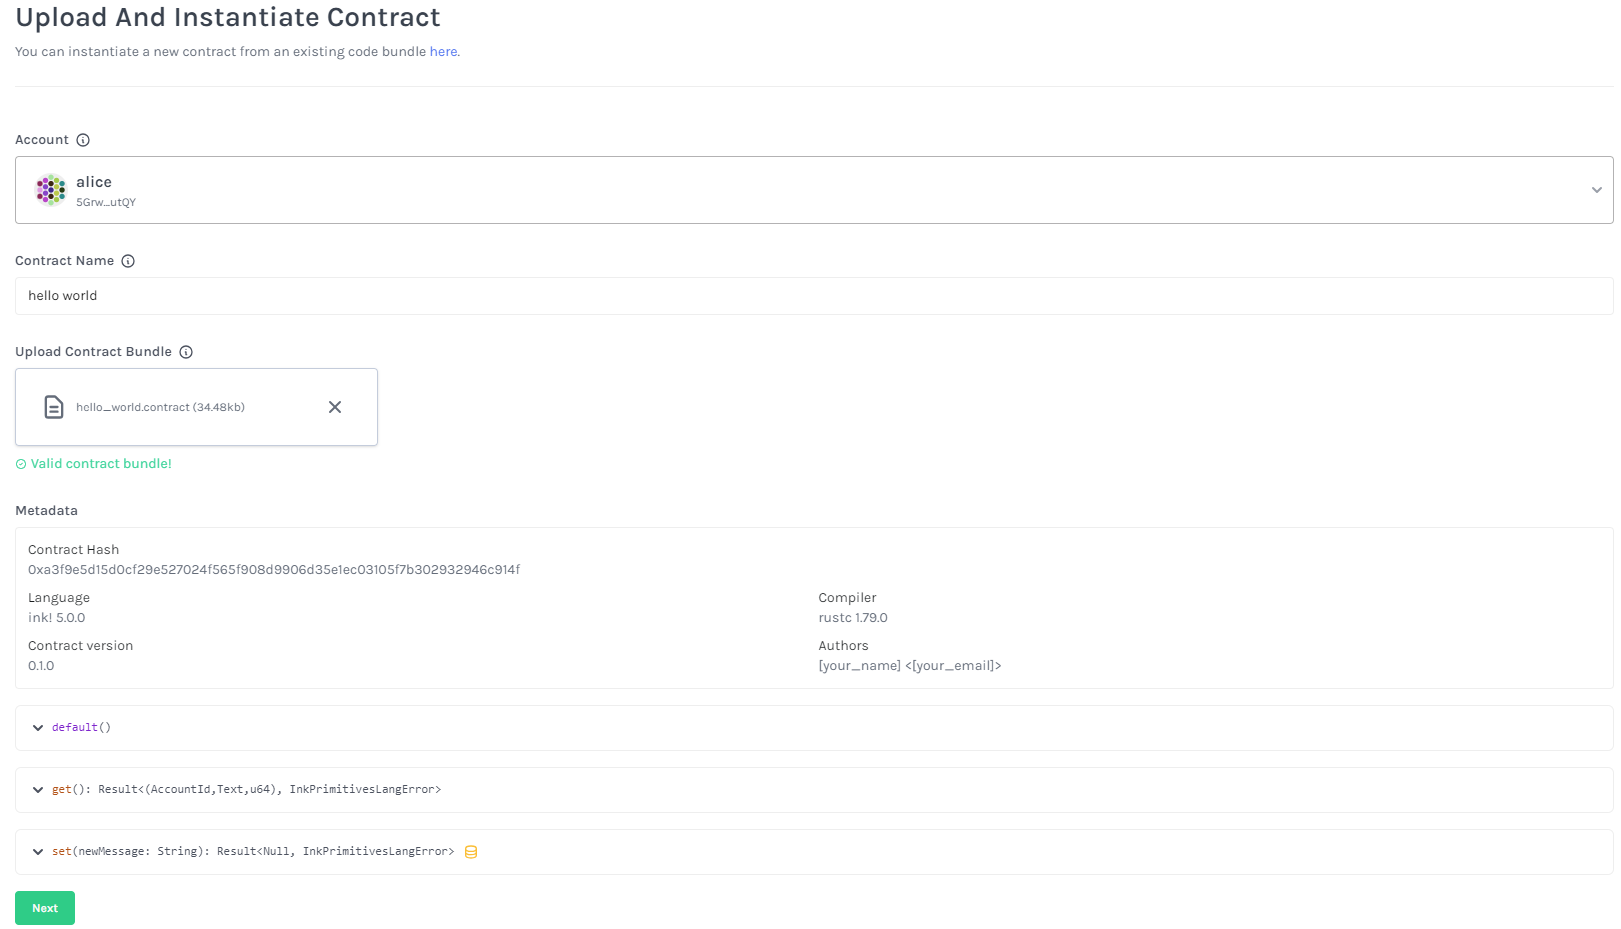 Upload And Instantiate Contract
You can instantiate a new contract from an existing code bundle here.
Account
alice
5Grw...utQY
Contract Name
hello world
Upload Contract Bundle
hello_world.contract (34.48kb)
Valid contract bundle!
Metadata
Contract Hash
0xa3f9e5d15d0cf29e527024f565f908d9906d35e1ec03105f7b302932946c914f
Language
ink! 5.0.0
Compiler
rustc 1.79.0
Contract version
0.1.0
Authors
[your_name] <[your_email]>
default()
get(): Result<(AccountId,Text,u64), InkPrimitivesLangError>
set(newMessage: String): Result<Null, InkPrimitivesLangError>
Next